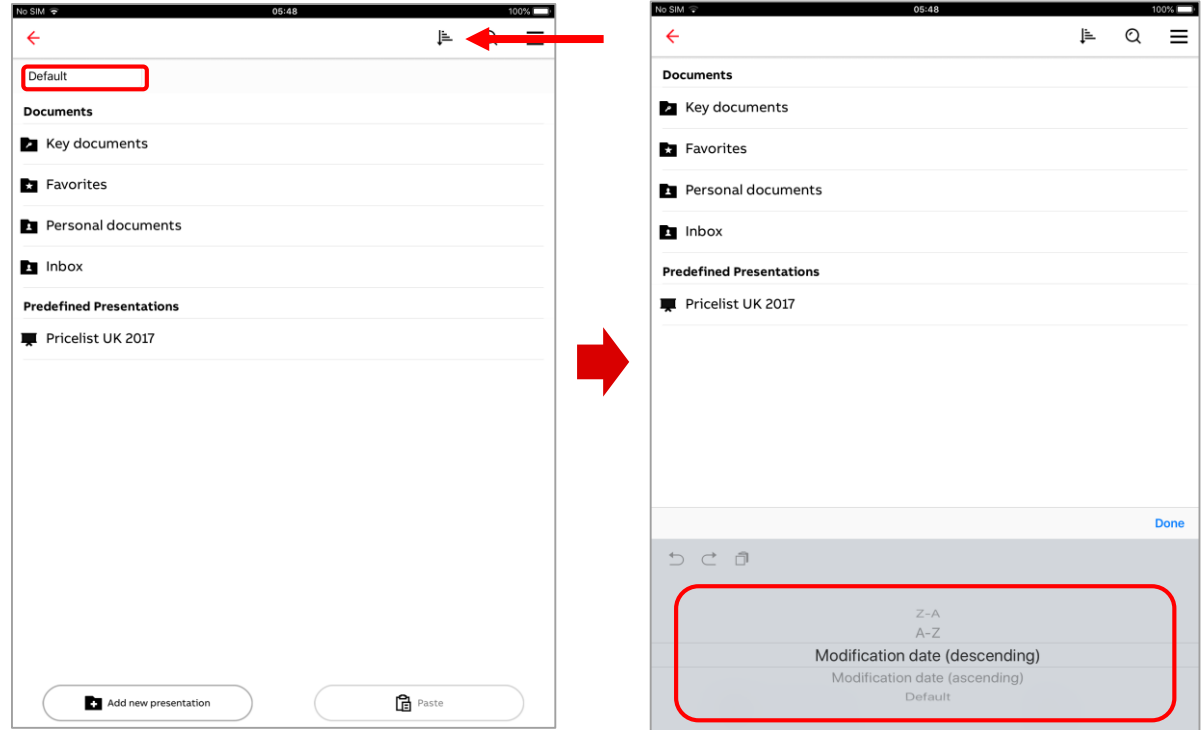 No SIM 05:48 100%
Default
Documents
Key documents
Favorites
Personal documents
Inbox
Predefined Presentations
Pricelist UK 2017
Add new presentation
Paste
No SIM 05:48 100%
Documents
Key documents
Favorites
Personal documents
Inbox
Predefined Presentations
Pricelist UK 2017
Done
Z-A
A-Z
Modification date (descending)
Modification date (ascending)
Default